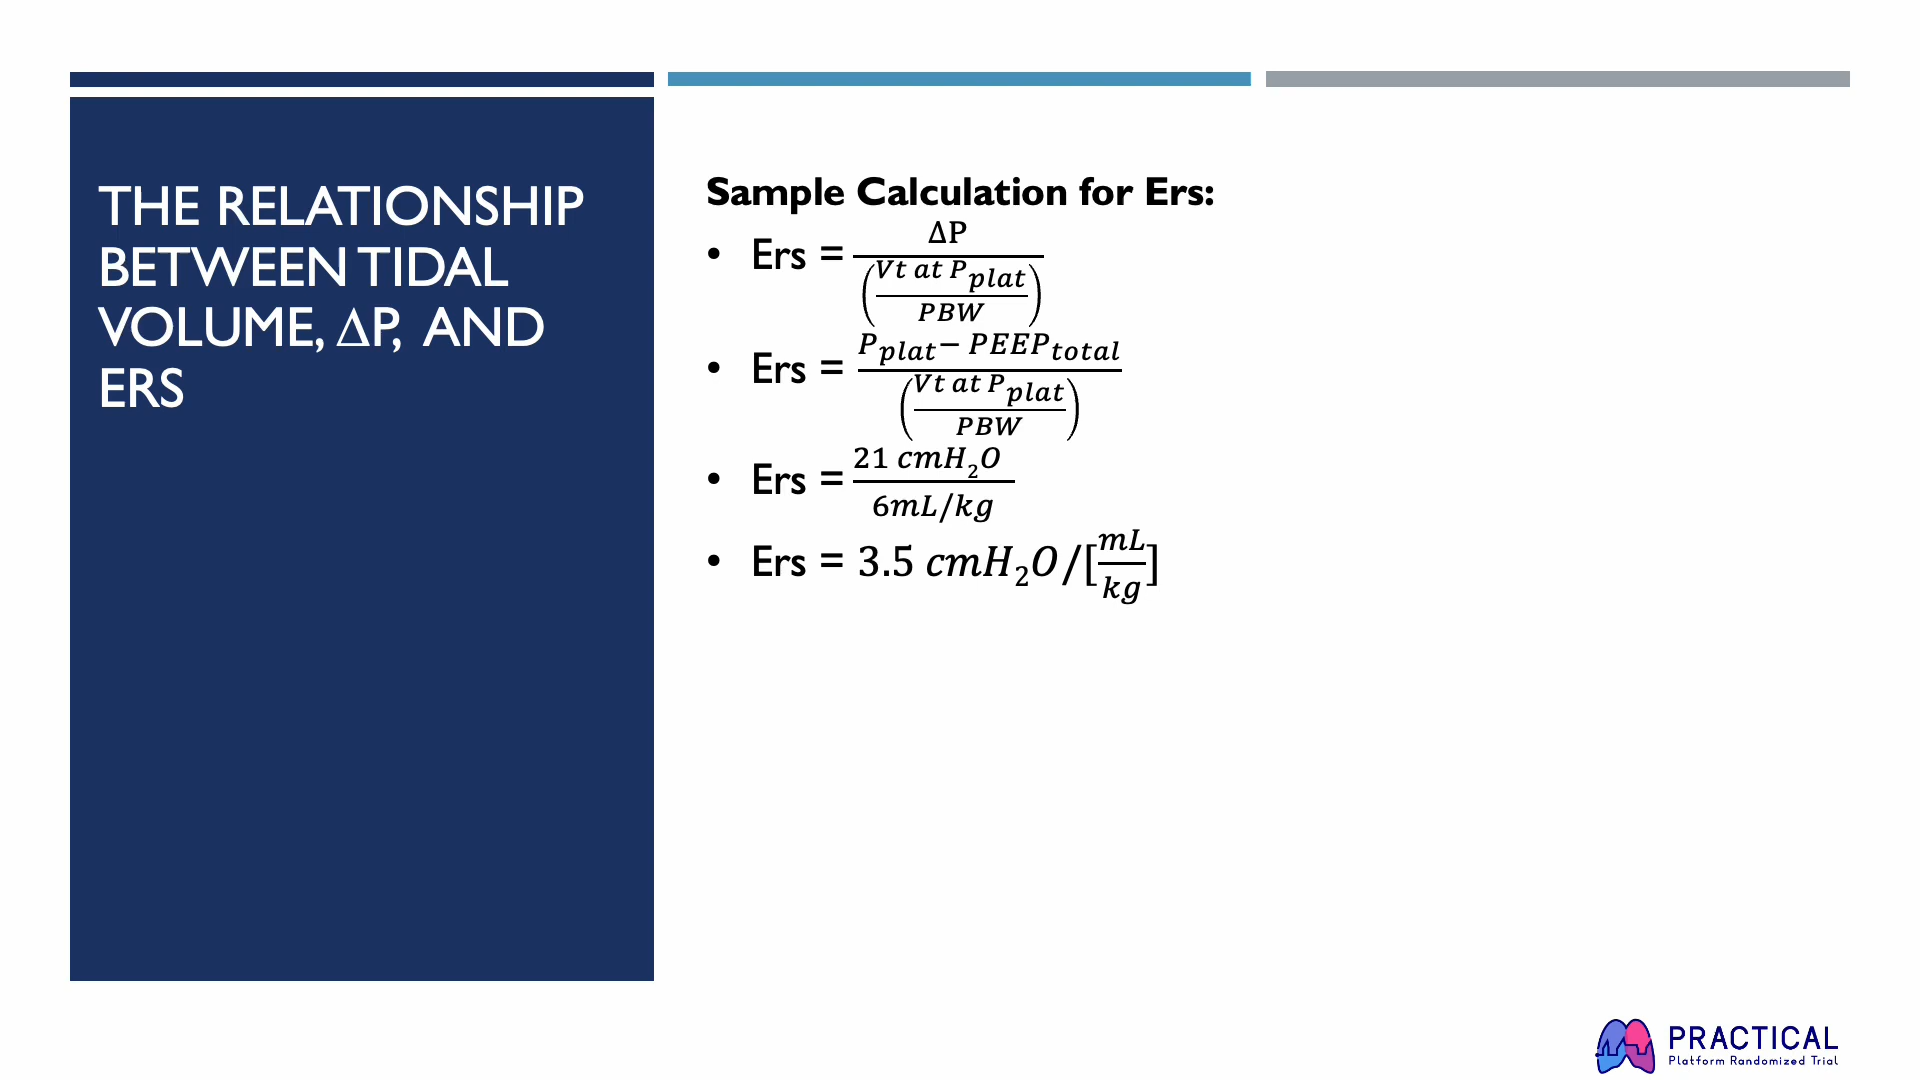 THE RELATIONSHIP
BETWEEN TIDAL
VOLUME, ΔP, AND
ERS
Sample Calculation for Ers:
• Ers = ΔP / ((Vt at P_plat) / PBW)
• Ers = (P_plat − PEEP_total) / ((Vt at P_plat) / PBW)
• Ers = 21 cmH₂O / 6mL/kg
• Ers = 3.5 cmH₂O/[mL/kg]
PRACTICAL
Platform Randomized Trial